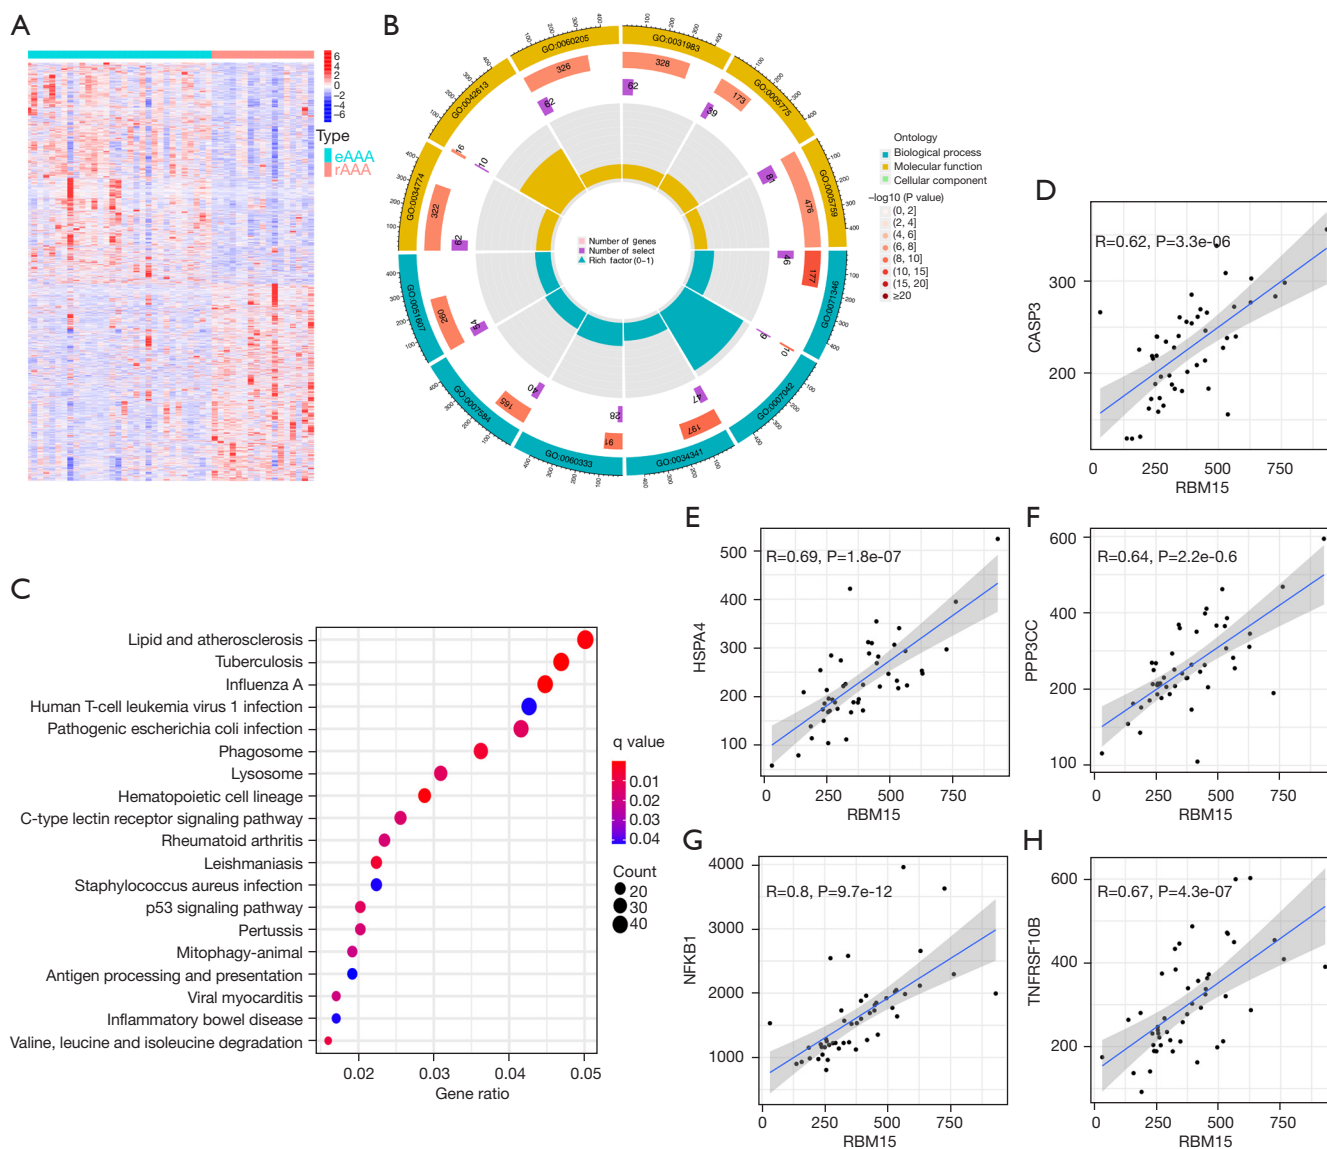 A
6
4
2
0
−2
−4
−6
Type
eAAA
rAAA
B
GO:0060205
GO:0031983
GO:0005775
GO:0005759
GO:0071346
GO:0007042
GO:0034341
GO:0060333
GO:0007584
GO:0051607
GO:0034774
GO:0042613
326
328
173
476
177
10
197
91
165
260
322
16
62
62
39
81
46
9
47
28
40
54
62
10
Number of genes
Number of select
Rich factor (0–1)
Ontology
Biological process
Molecular function
Cellular component
−log10 (P value)
(0, 2]
(2, 4]
(4, 6]
(6, 8]
(8, 10]
(10, 15]
(15, 20]
≥20
C
Lipid and atherosclerosis
Tuberculosis
Influenza A
Human T-cell leukemia virus 1 infection
Pathogenic escherichia coli infection
Phagosome
Lysosome
Hematopoietic cell lineage
C-type lectin receptor signaling pathway
Rheumatoid arthritis
Leishmaniasis
Staphylococcus aureus infection
p53 signaling pathway
Pertussis
Mitophagy-animal
Antigen processing and presentation
Viral myocarditis
Inflammatory bowel disease
Valine, leucine and isoleucine degradation
0.02 0.03 0.04 0.05
Gene ratio
q value
0.01
0.02
0.03
0.04
Count
20
30
40
D
R=0.62, P=3.3e-06
300
200
CASP3
250 500 750
RBM15
E
R=0.69, P=1.8e-07
500
400
300
200
100
HSPA4
0 250 500 750
RBM15
F
R=0.64, P=2.2e-0.6
600
400
200
100
PPP3CC
0 250 500 750
RBM15
G
R=0.8, P=9.7e-12
4000
3000
2000
1000
NFKB1
0 250 500 750
RBM15
H
R=0.67, P=4.3e-07
600
400
200
TNFRSF10B
0 250 500 750
RBM15